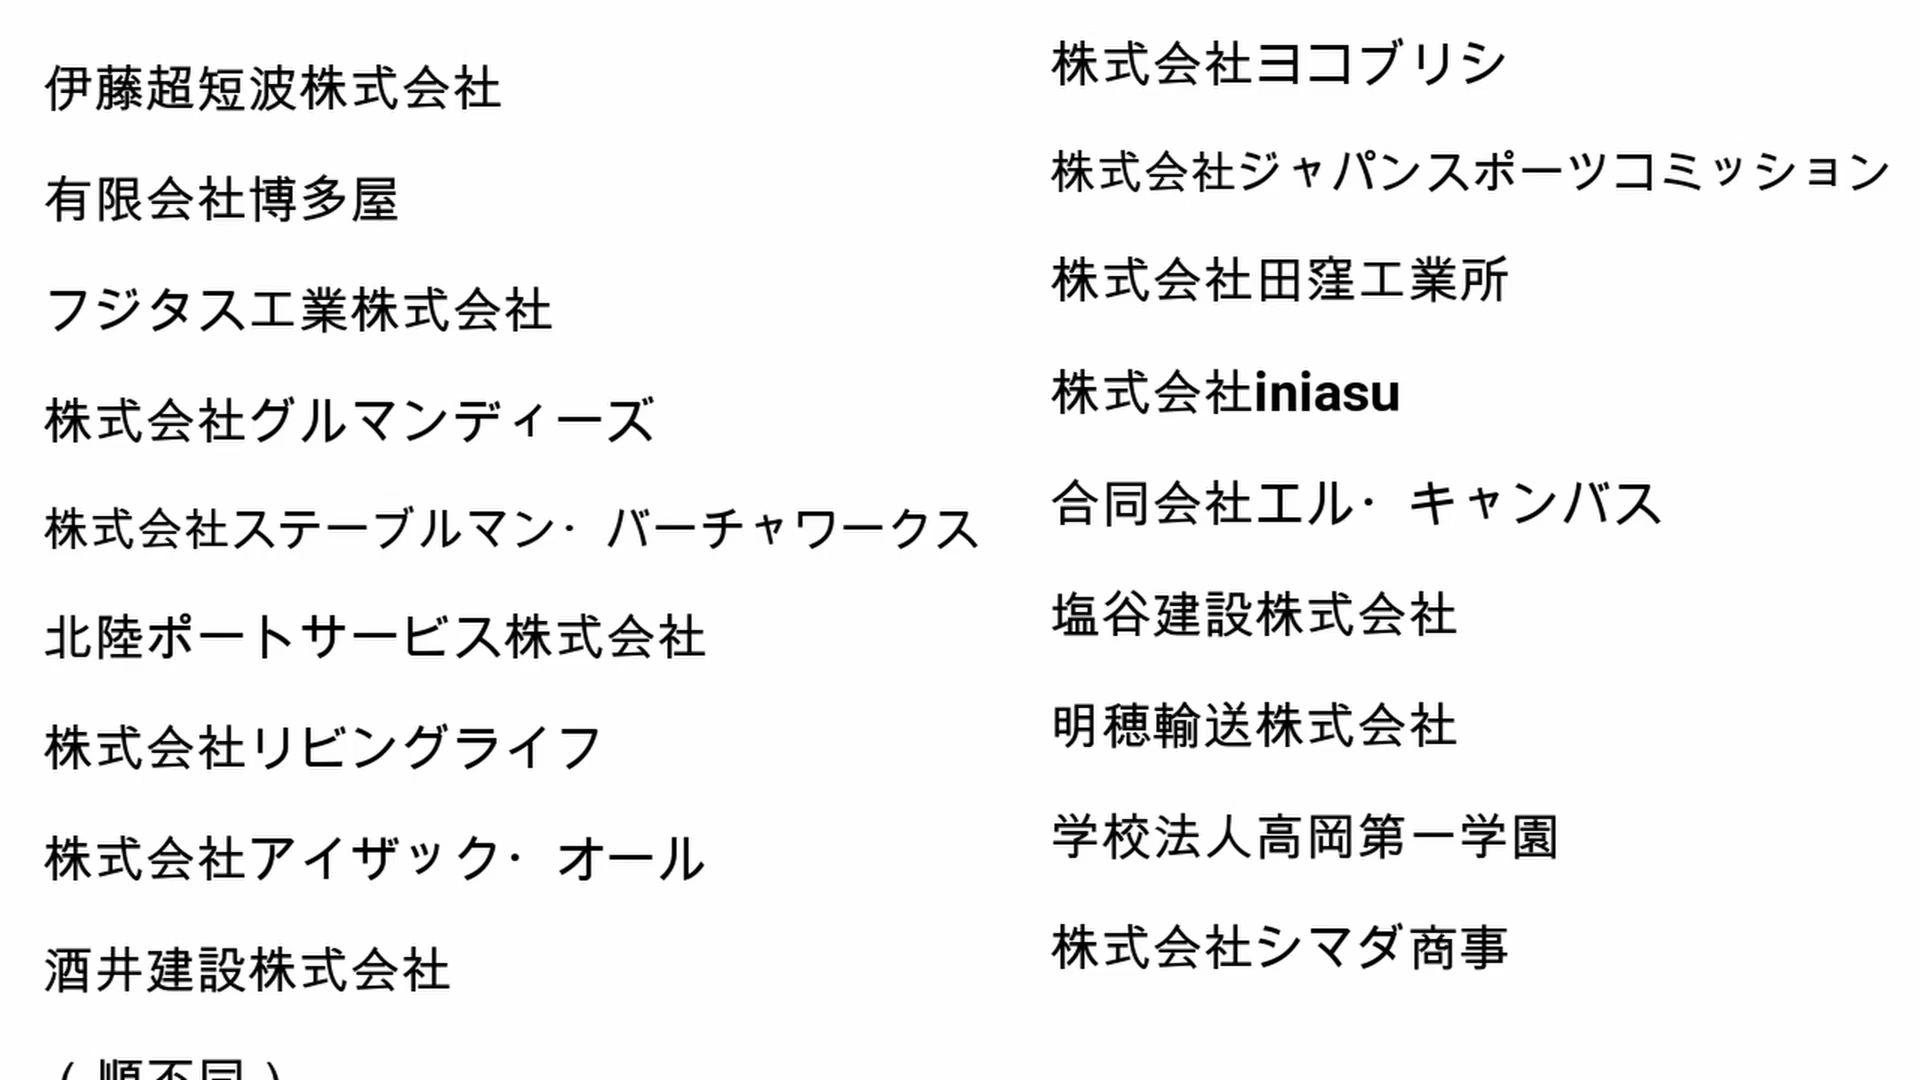 伊藤超短波株式会社
有限会社博多屋
フジタス工業株式会社
株式会社グルマンディーズ
株式会社ステーブルマン・バーチャワークス
北陸ポートサービス株式会社
株式会社リビングライフ
株式会社アイザック・オール
酒井建設株式会社
（順不同）
株式会社ヨコブリシ
株式会社ジャパンスポーツコミッション
株式会社田窪工業所
株式会社iniasu
合同会社エル・キャンバス
塩谷建設株式会社
明穂輸送株式会社
学校法人高岡第一学園
株式会社シマダ商事